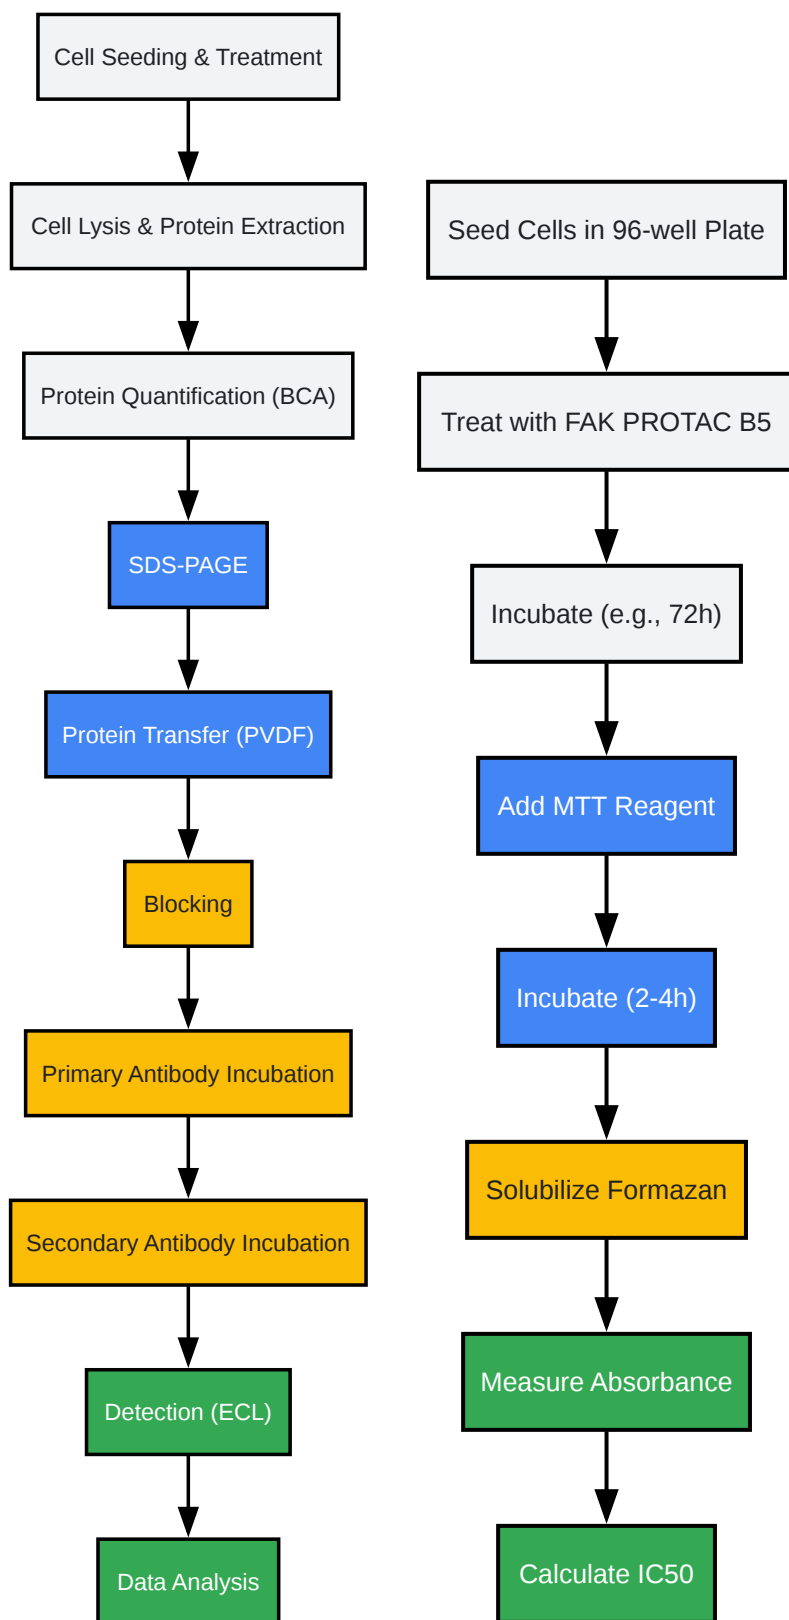 Cell Seeding & Treatment
Cell Lysis & Protein Extraction
Protein Quantification (BCA)
SDS-PAGE
Protein Transfer (PVDF)
Blocking
Primary Antibody Incubation
Secondary Antibody Incubation
Detection (ECL)
Data Analysis
Seed Cells in 96-well Plate
Treat with FAK PROTAC B5
Incubate (e.g., 72h)
Add MTT Reagent
Incubate (2-4h)
Solubilize Formazan
Measure Absorbance
Calculate IC50